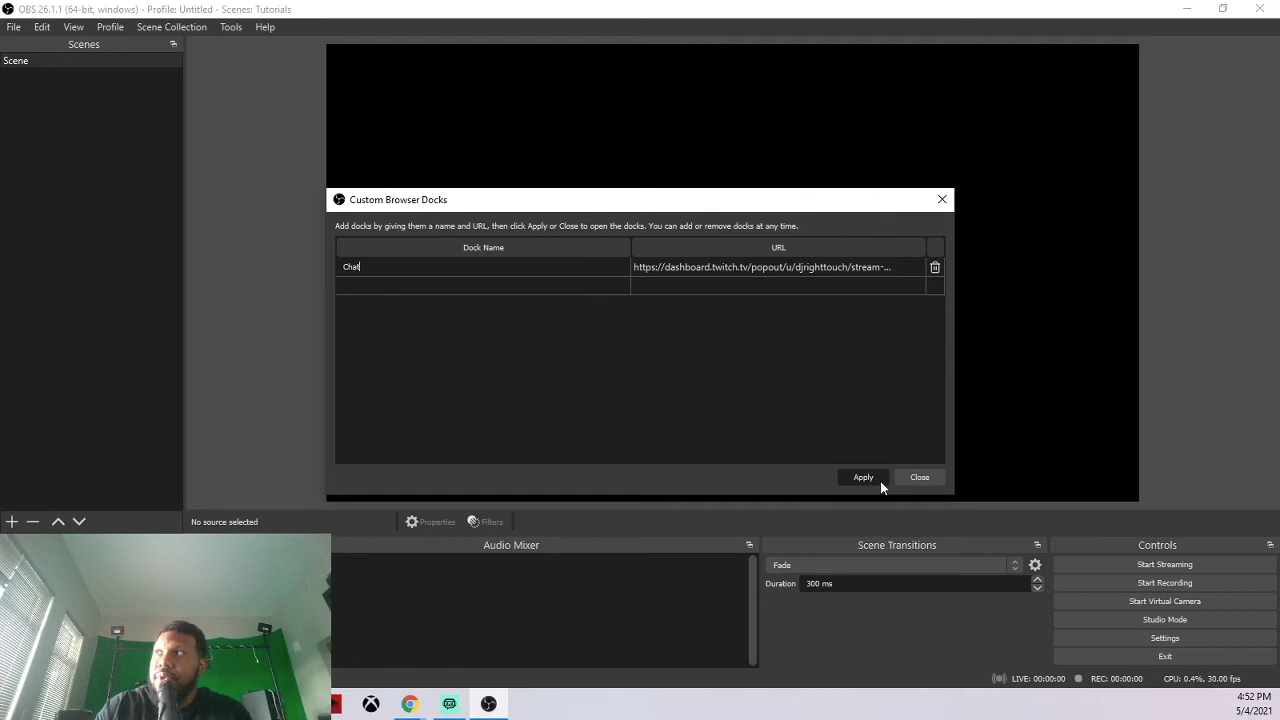 OBS 26.1.1 (64-bit, windows) - Profile: Untitled - Scenes: Tutorials
File Edit View Profile Scene Collection Tools Help
Scenes
Scene
Custom Browser Docks
Add docks by giving them a name and URL, then click Apply or Close to open the docks. You can add or remove docks at any time.
Dock Name URL
Chat https://dashboard.twitch.tv/popout/u/djrighttouch/stream-...
Apply Close
No source selected Properties Filters
Audio Mixer Scene Transitions Controls
Fade
Duration 300 ms
Start Streaming
Start Recording
Start Virtual Camera
Studio Mode
Settings
Exit
LIVE: 00:00:00 REC: 00:00:00 CPU: 0.4%, 30.00 fps
4:52 PM
5/4/2021